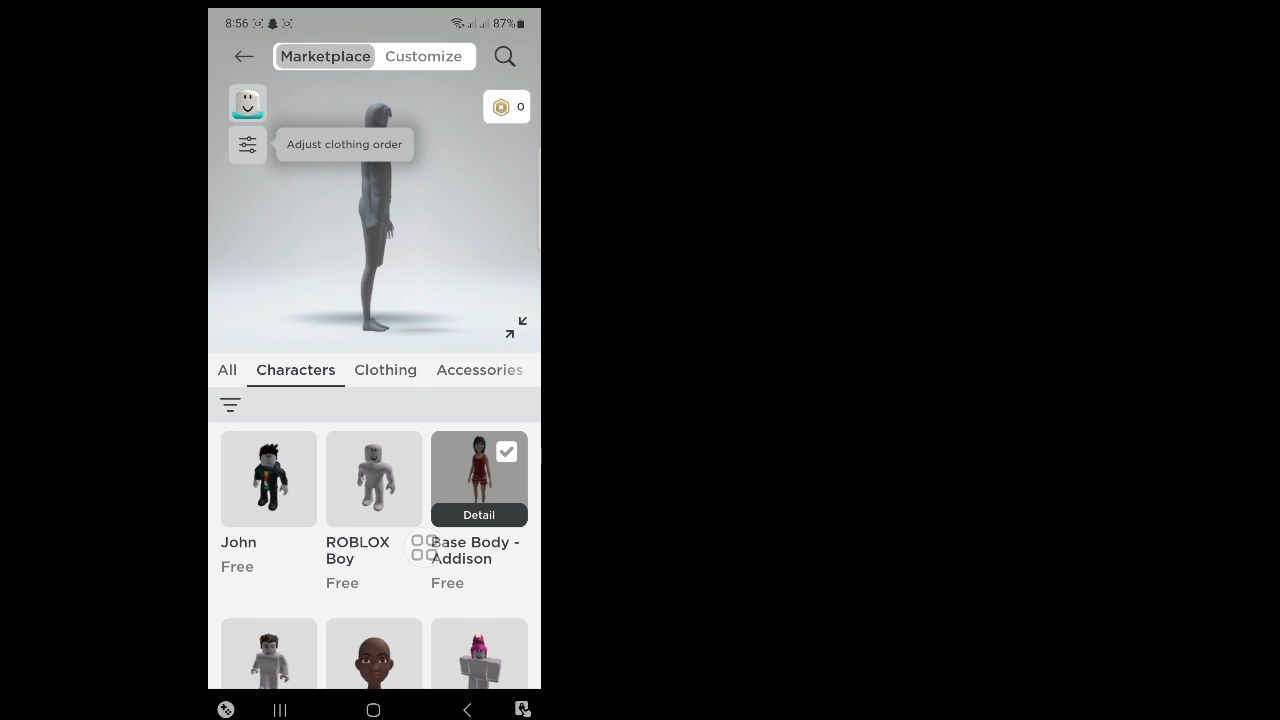 8:56
87%
Marketplace Customize
0
Adjust clothing order
All Characters Clothing Accessories
Detail
John
Free
ROBLOX
Boy
Free
Base Body -
Addison
Free